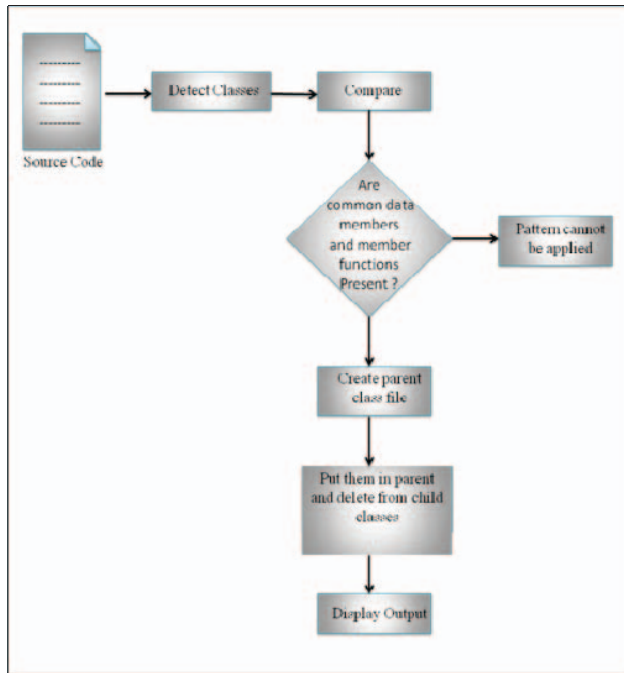 Source Code
Detect Classes
Compare
Are
common data
members
and member
functions
Present ?
Pattern cannot
be applied
Create parent
class file
Put them in parent
and delete from child
classes
Display Output